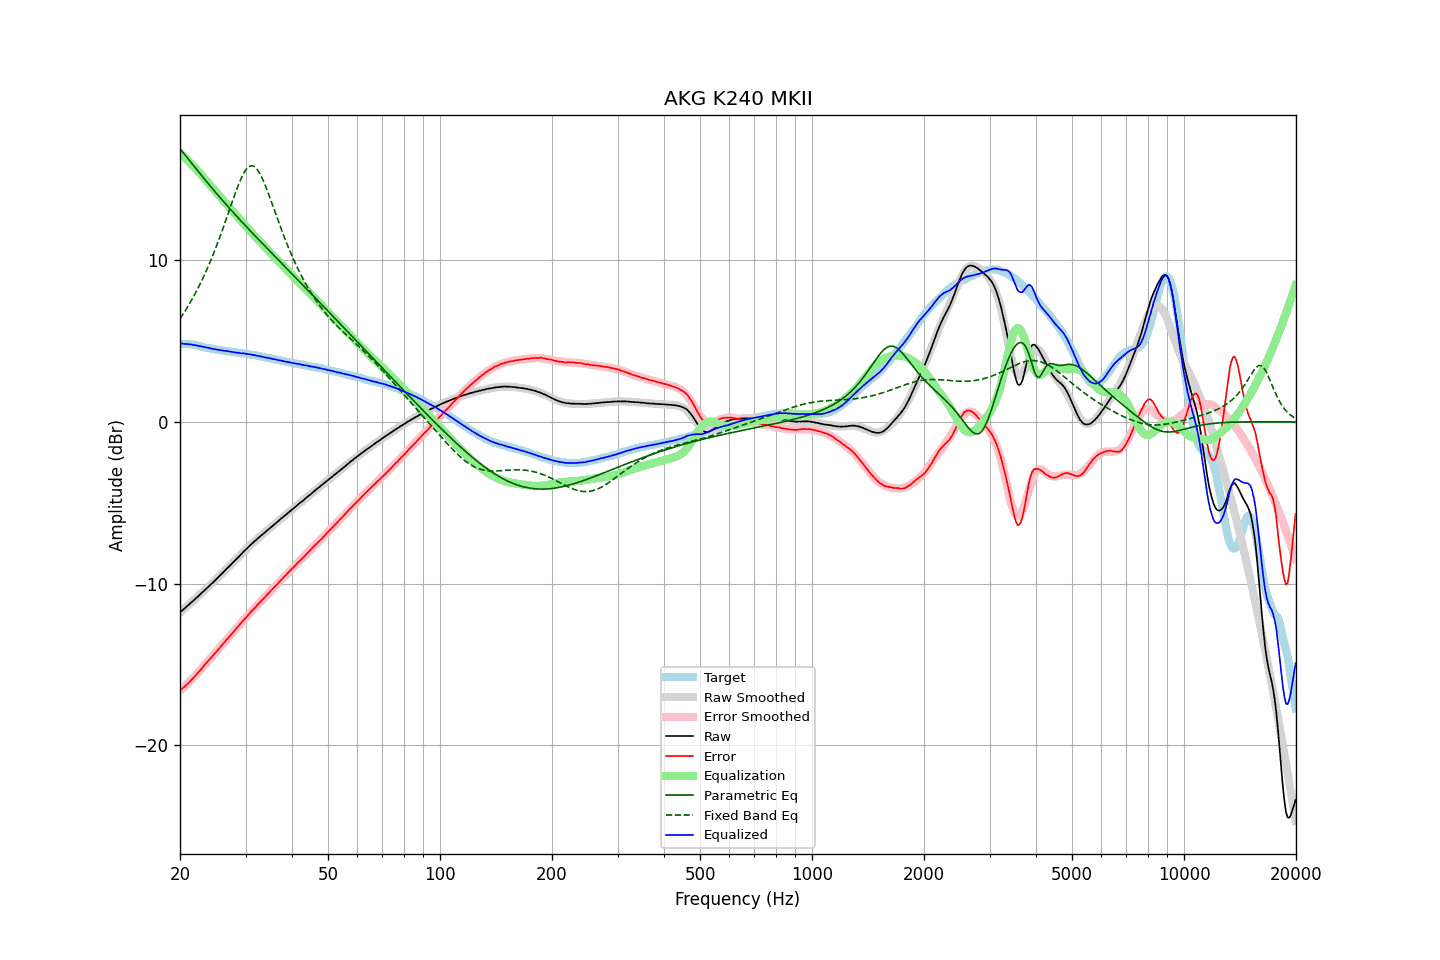 AKG K240 MKII
Amplitude (dBr)
10
0
−10
−20
Target
Raw Smoothed
Error Smoothed
Raw
Error
Equalization
Parametric Eq
Fixed Band Eq
Equalized
20 50 100 200 500 1000 2000 5000 10000 20000
Frequency (Hz)